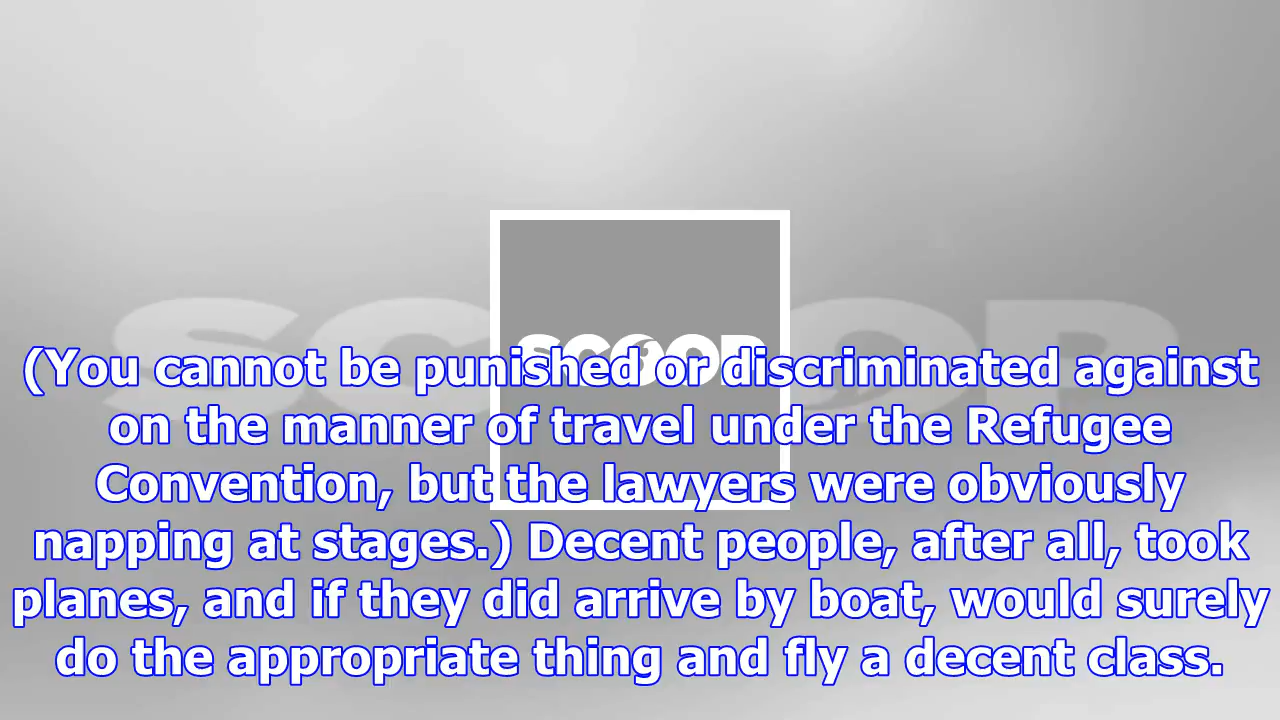 SCOOP
SCOOP
(You cannot be punished or discriminated against
on the manner of travel under the Refugee
Convention, but the lawyers were obviously
napping at stages.) Decent people, after all, took
planes, and if they did arrive by boat, would surely
do the appropriate thing and fly a decent class.